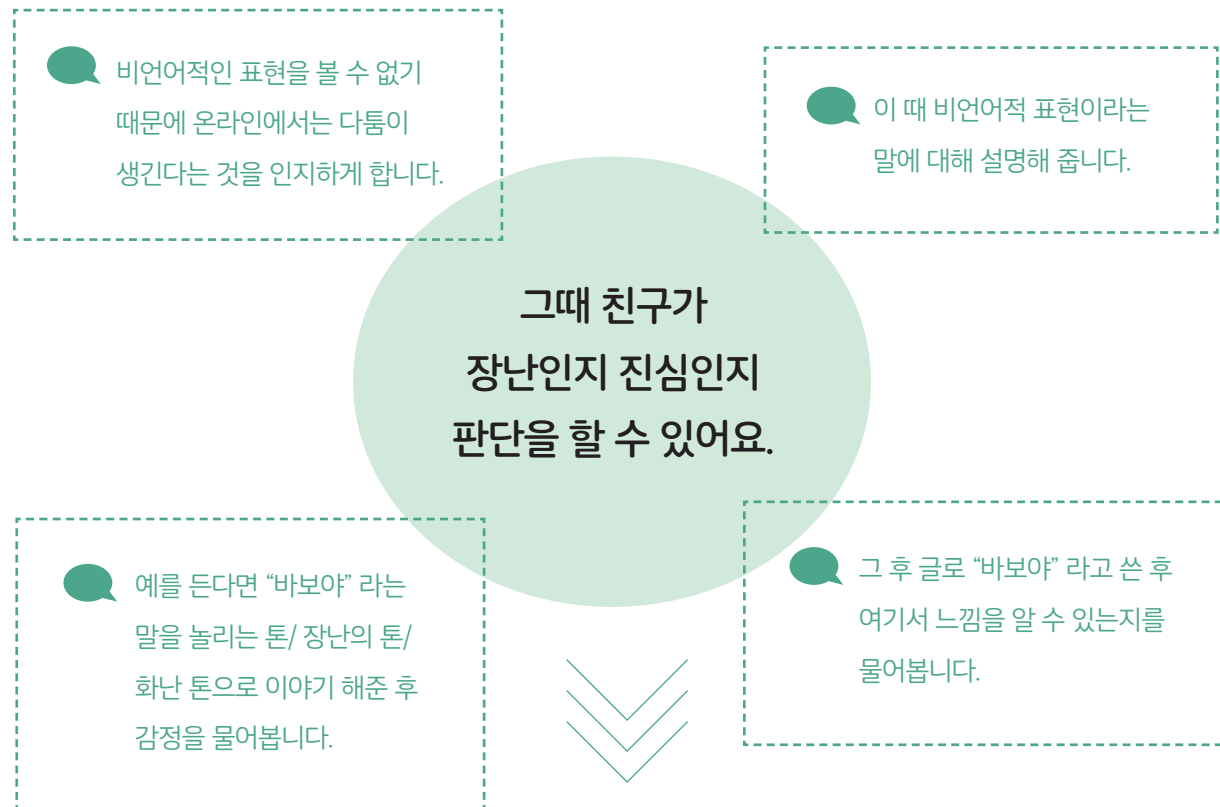 비언어적인 표현을 볼 수 없기
때문에 온라인에서는 다툼이
생긴다는 것을 인지하게 합니다.
이 때 비언어적 표현이라는
말에 대해 설명해 줍니다.
그때 친구가
장난인지 진심인지
판단을 할 수 있어요.
예를 든다면 “바보야” 라는
말을 놀리는 톤/ 장난의 톤/
화난 톤으로 이야기 해준 후
감정을 물어봅니다.
그 후 글로 “바보야” 라고 쓴 후
여기서 느낌을 알 수 있는지를
물어봅니다.